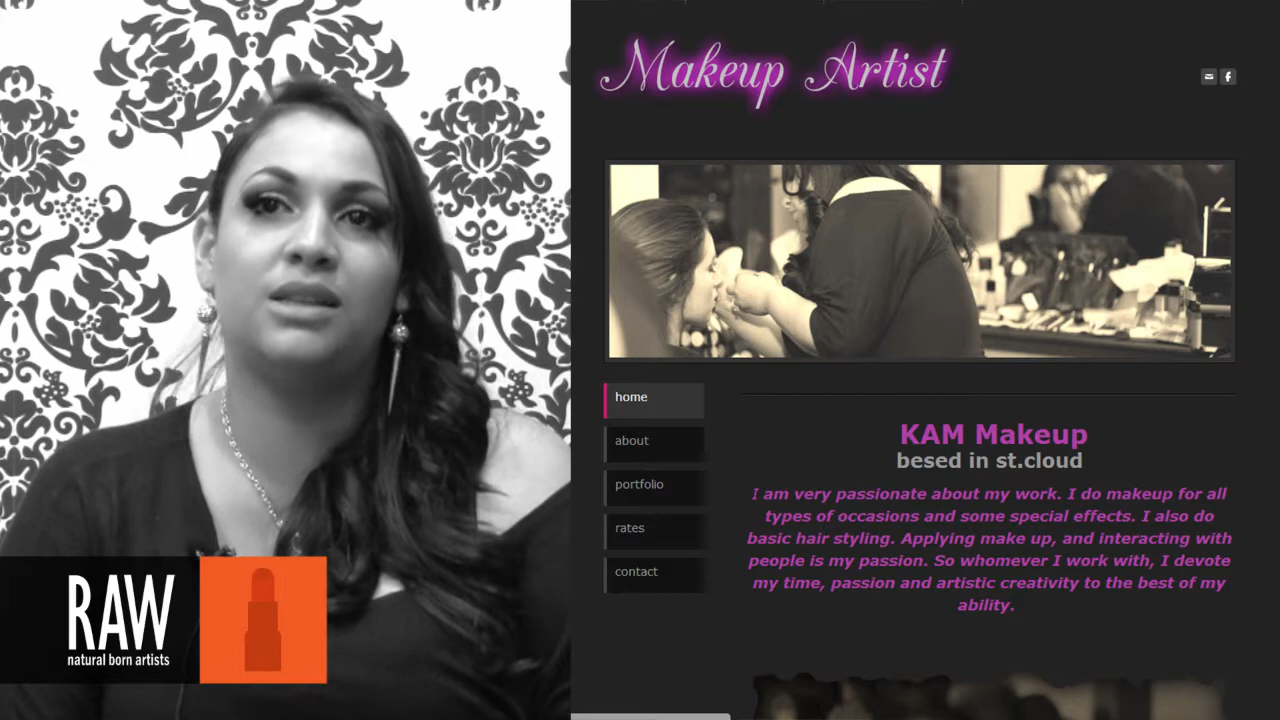 Makeup Artist
home
about
portfolio
rates
contact
KAM Makeup
besed in st.cloud
I am very passionate about my work. I do makeup for all
types of occasions and some special effects. I also do
basic hair styling. Applying make up, and interacting with
people is my passion. So whomever I work with, I devote
my time, passion and artistic creativity to the best of my
ability.
RAW
natural born artists